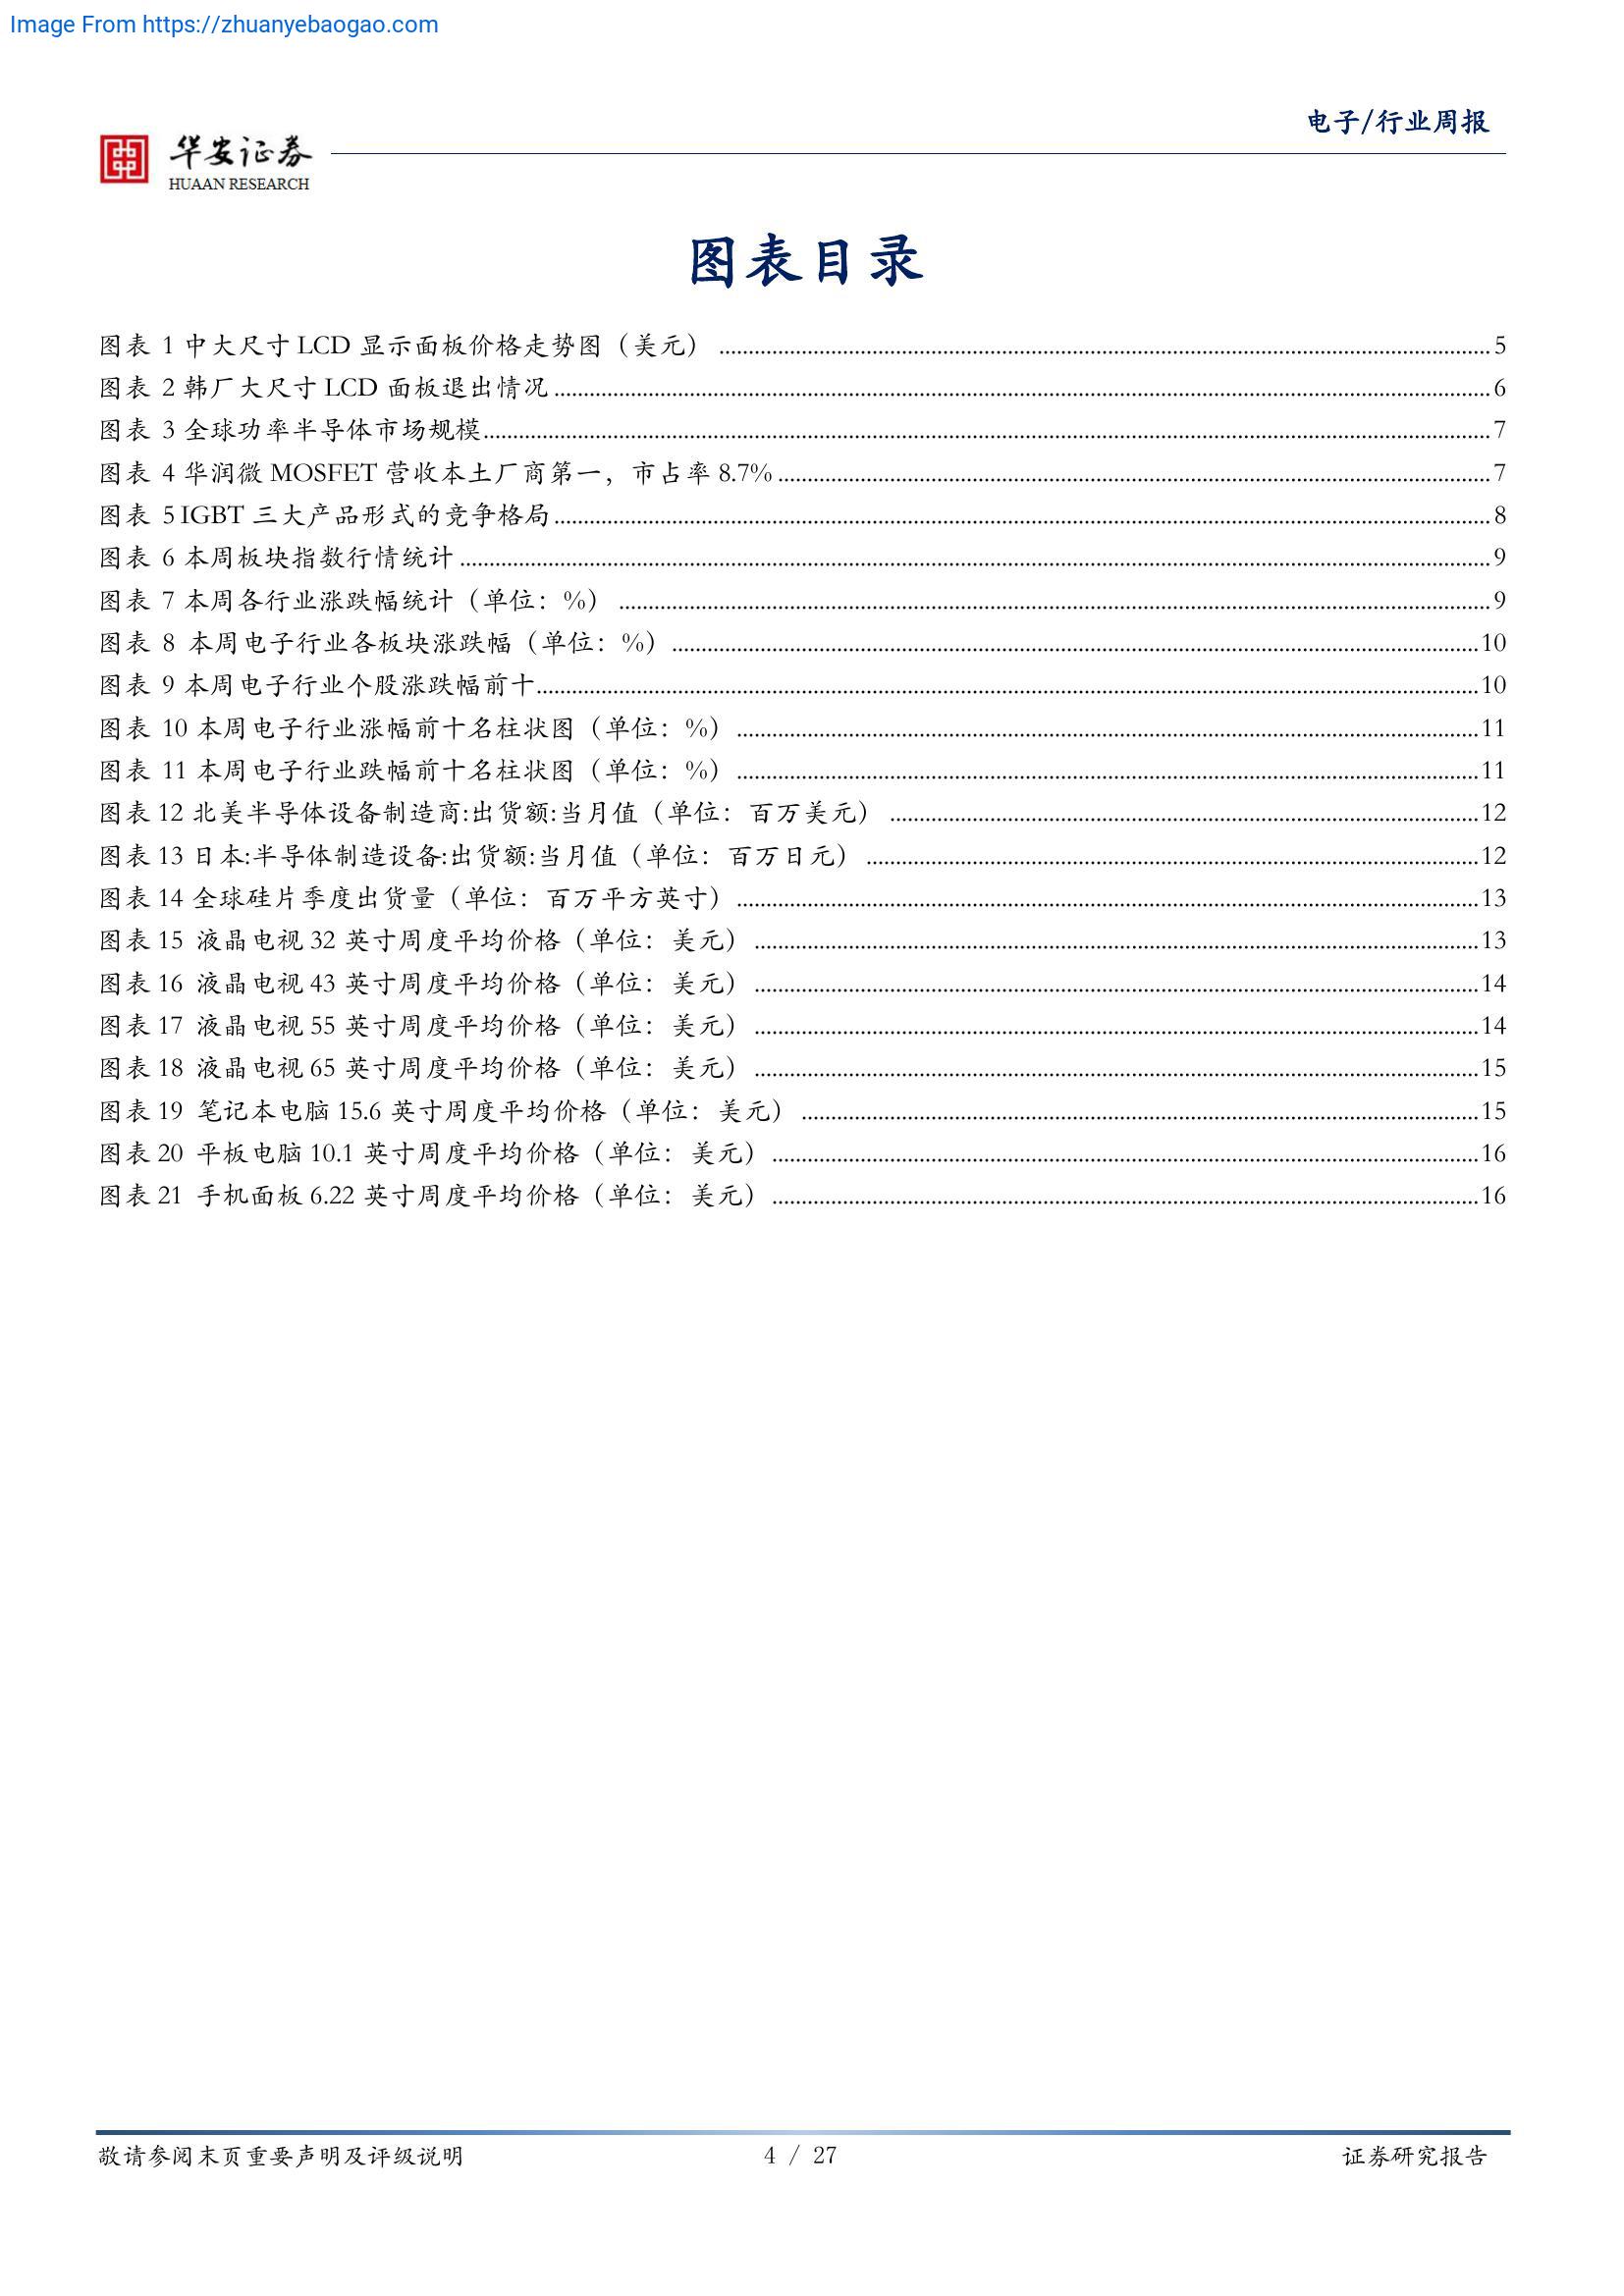 Image From https://zhuanyebaogao.com
电子/行业周报
华安证券
HUAAN RESEARCH
图表目录
图表 1 中大尺寸 LCD 显示面板价格走势图（美元） 5
图表 2 韩厂大尺寸 LCD 面板退出情况 6
图表 3 全球功率半导体市场规模 7
图表 4 华润微 MOSFET 营收本土厂商第一，市占率 8.7% 7
图表 5 IGBT 三大产品形式的竞争格局 8
图表 6 本周板块指数行情统计 9
图表 7 本周各行业涨跌幅统计（单位：%） 9
图表 8 本周电子行业各板块涨跌幅（单位：%） 10
图表 9 本周电子行业个股涨跌幅前十 10
图表 10 本周电子行业涨幅前十名柱状图（单位：%） 11
图表 11 本周电子行业跌幅前十名柱状图（单位：%） 11
图表 12 北美半导体设备制造商:出货额:当月值（单位：百万美元） 12
图表 13 日本:半导体制造设备:出货额:当月值（单位：百万日元） 12
图表 14 全球硅片季度出货量（单位：百万平方英寸） 13
图表 15 液晶电视 32 英寸周度平均价格（单位：美元） 13
图表 16 液晶电视 43 英寸周度平均价格（单位：美元） 14
图表 17 液晶电视 55 英寸周度平均价格（单位：美元） 14
图表 18 液晶电视 65 英寸周度平均价格（单位：美元） 15
图表 19 笔记本电脑 15.6 英寸周度平均价格（单位：美元） 15
图表 20 平板电脑 10.1 英寸周度平均价格（单位：美元） 16
图表 21 手机面板 6.22 英寸周度平均价格（单位：美元） 16
敬请参阅末页重要声明及评级说明 4 / 27 证券研究报告